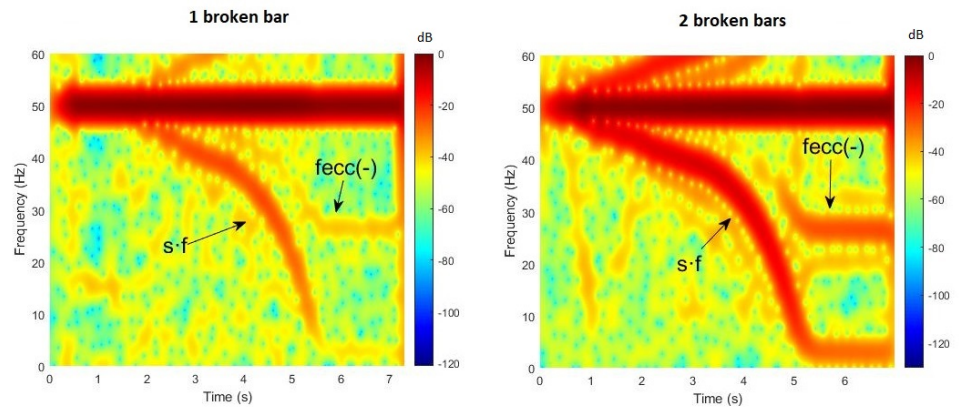 1 broken bar
dB
60
50
40
30
20
10
0
Frequency (Hz)
0 1 2 3 4 5 6 7
Time (s)
fecc(-)
s·f
0
-20
-40
-60
-80
-100
-120
2 broken bars
dB
60
50
40
30
20
10
0
Frequency (Hz)
0 1 2 3 4 5 6
Time (s)
fecc(-)
s·f
0
-20
-40
-60
-80
-100
-120